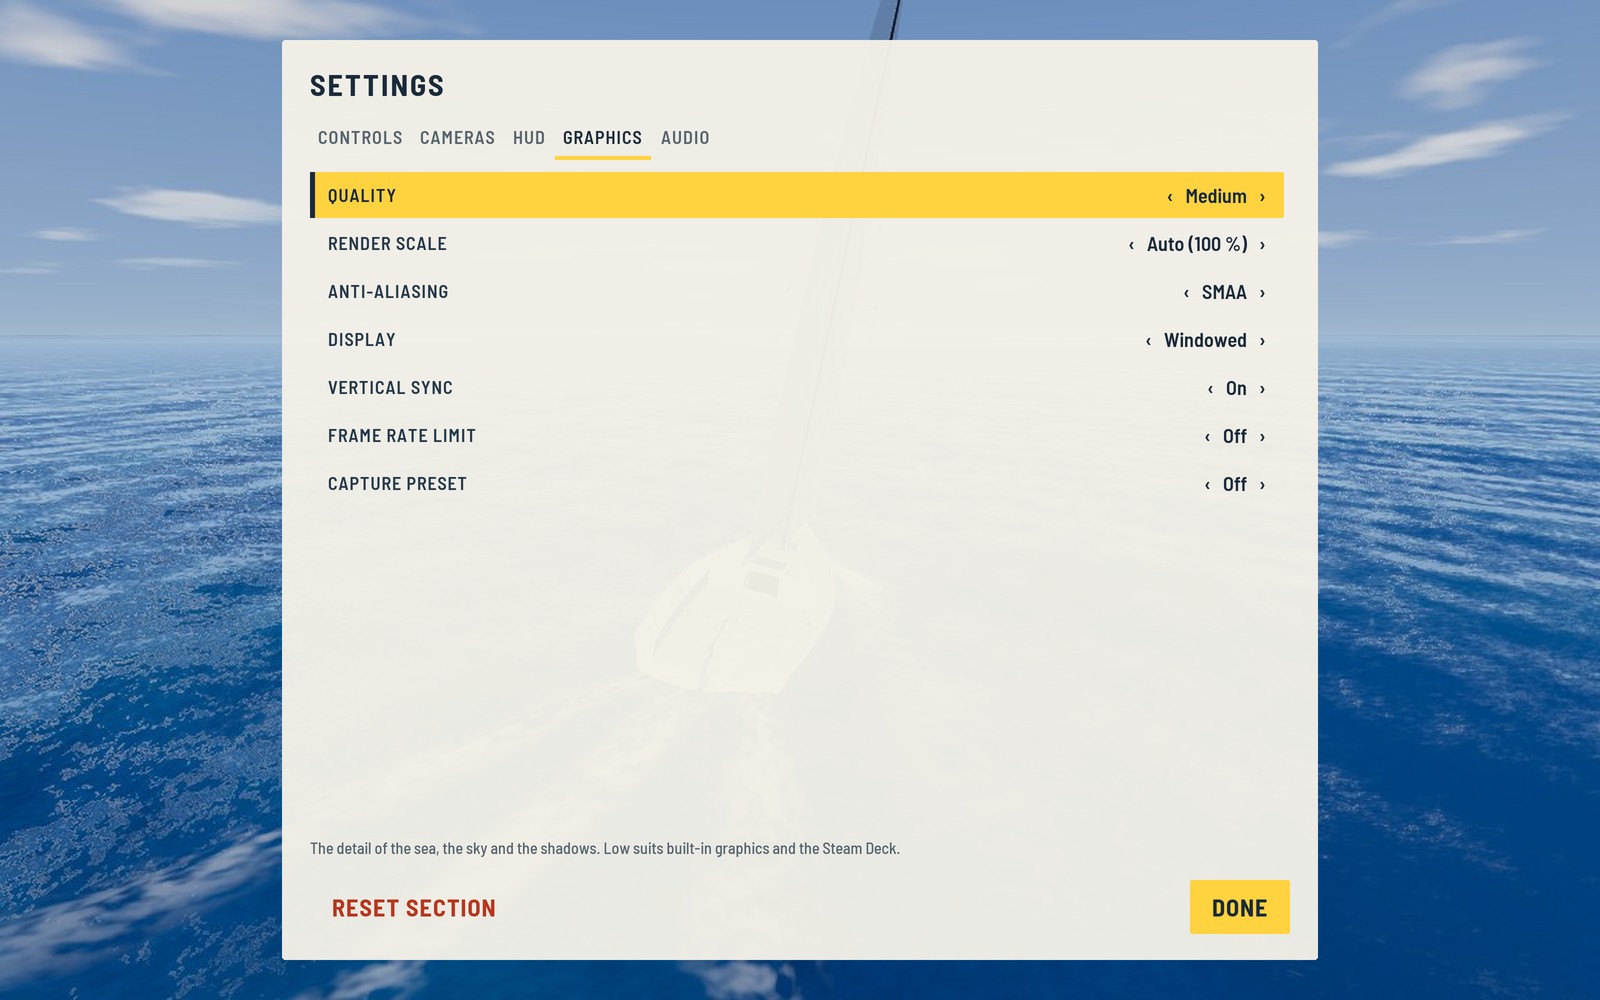 SETTINGS
CONTROLS CAMERAS HUD GRAPHICS AUDIO
QUALITY ‹ Medium ›
RENDER SCALE ‹ Auto (100 %) ›
ANTI-ALIASING ‹ SMAA ›
DISPLAY ‹ Windowed ›
VERTICAL SYNC ‹ On ›
FRAME RATE LIMIT ‹ Off ›
CAPTURE PRESET ‹ Off ›
The detail of the sea, the sky and the shadows. Low suits built-in graphics and the Steam Deck.
RESET SECTION DONE